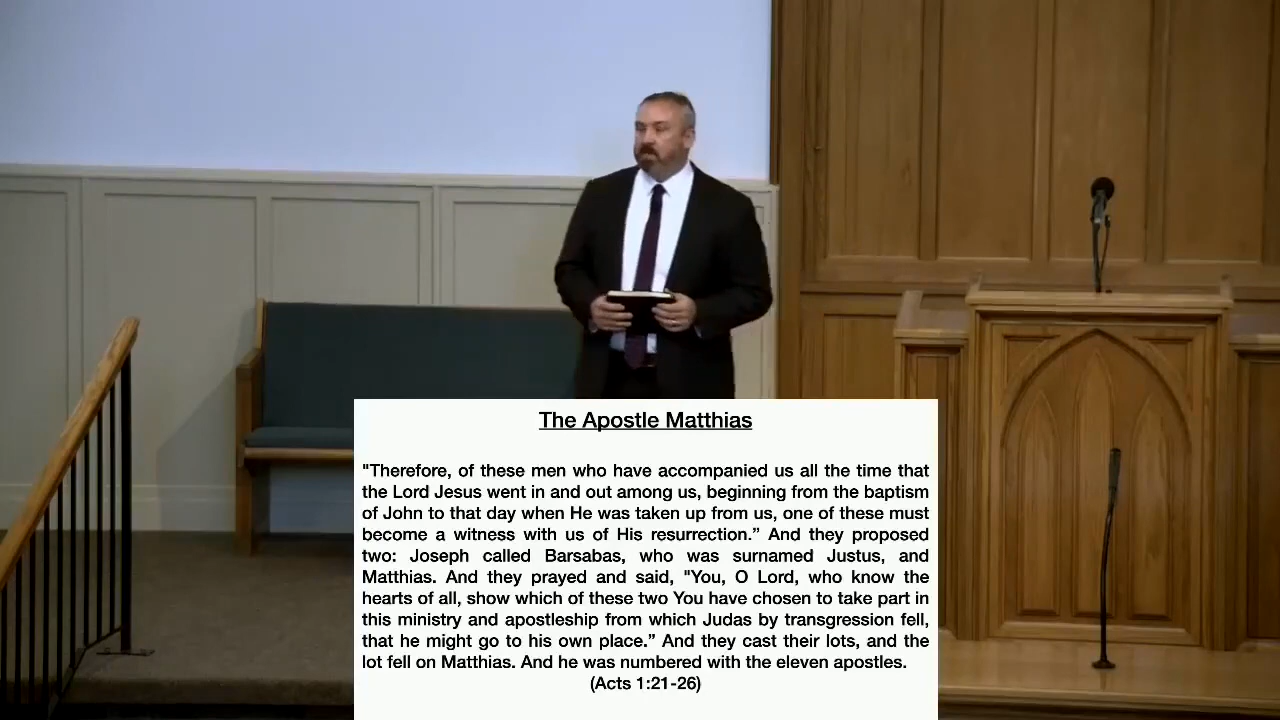 The Apostle Matthias
"Therefore, of these men who have accompanied us all the time that
the Lord Jesus went in and out among us, beginning from the baptism
of John to that day when He was taken up from us, one of these must
become a witness with us of His resurrection.” And they proposed
two: Joseph called Barsabas, who was surnamed Justus, and
Matthias. And they prayed and said, "You, O Lord, who know the
hearts of all, show which of these two You have chosen to take part in
this ministry and apostleship from which Judas by transgression fell,
that he might go to his own place.” And they cast their lots, and the
lot fell on Matthias. And he was numbered with the eleven apostles.
(Acts 1:21-26)